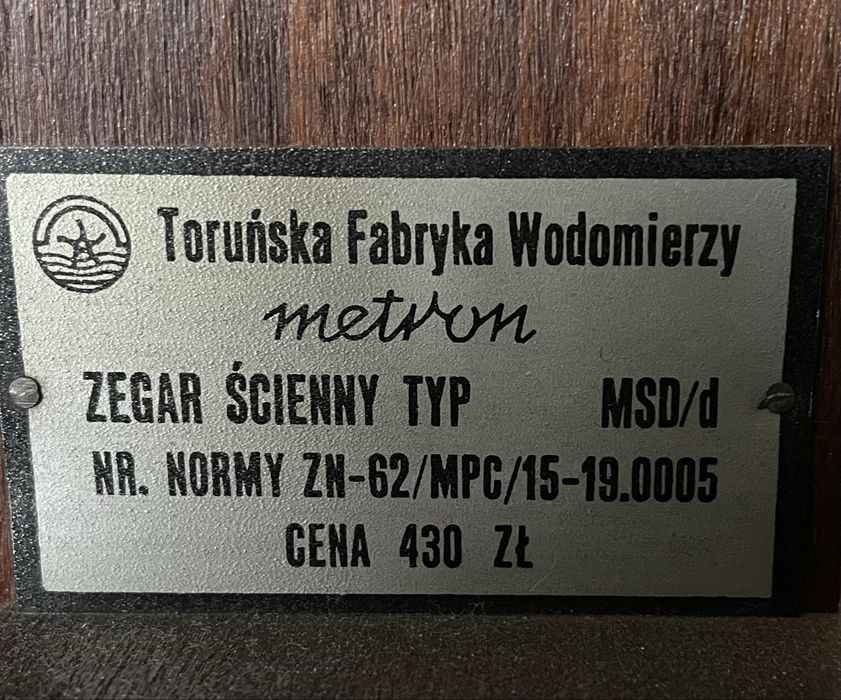 Toruńska Fabryka Wodomierzy
metron
ZEGAR ŚCIENNY TYP MSD/d
NR. NORMY ZN-62/MPC/15-19.0005
CENA 430 ZŁ